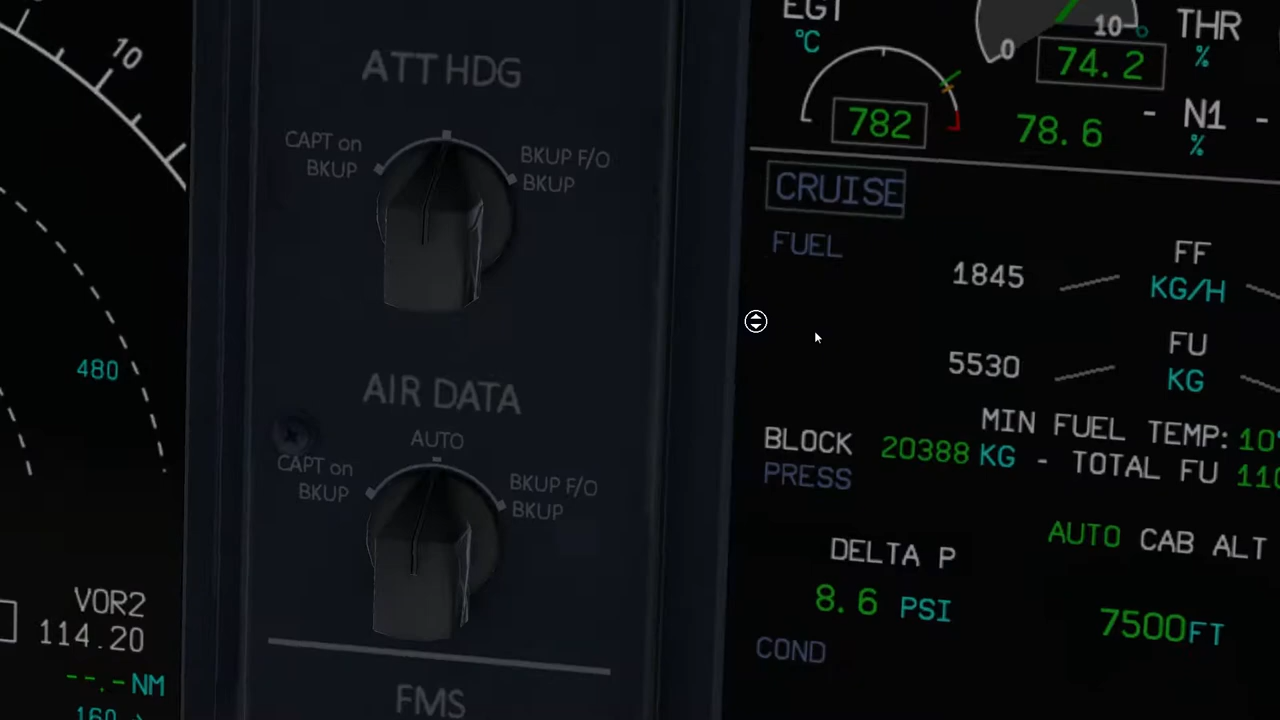 10
480
VOR2
114.20
--.-NM
160
ATT HDG
CAPT on
BKUP
BKUP F/O
BKUP
AIR DATA
AUTO
CAPT on
BKUP
BKUP F/O
BKUP
FMS
EGT
°C
782
10
0
THR
74.2
%
78.6
- N1 -
%
CRUISE
FUEL
FF
1845
KG/H
FU
5530
KG
MIN FUEL TEMP: 10°
BLOCK 20388 KG - TOTAL FU 110
PRESS
AUTO CAB ALT
DELTA P
8.6 PSI
7500FT
COND